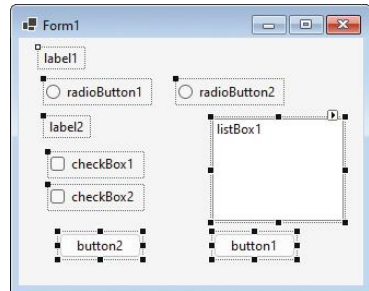 Form1
label1
radioButton1 radioButton2
label2
listBox1
checkBox1
checkBox2
button2 button1